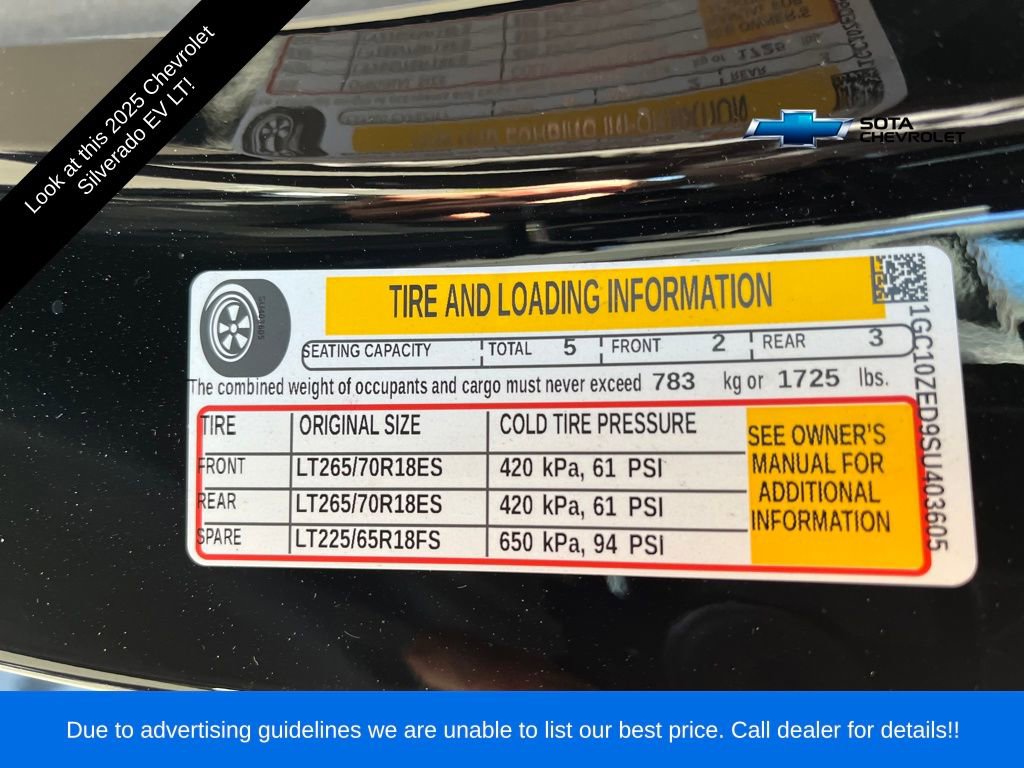 Look at this 2025 Chevrolet
Silverado EV LT!
SOTA
CHEVROLET
TIRE AND LOADING INFORMATION
SEATING CAPACITY TOTAL 5 FRONT 2 REAR 3
The combined weight of occupants and cargo must never exceed 783 kg or 1725 lbs.
TIRE ORIGINAL SIZE COLD TIRE PRESSURE
FRONT LT265/70R18ES 420 kPa, 61 PSI
REAR LT265/70R18ES 420 kPa, 61 PSI
SPARE LT225/65R18FS 650 kPa, 94 PSI
SEE OWNER'S
MANUAL FOR
ADDITIONAL
INFORMATION
1GC10ZED9SU403605
Due to advertising guidelines we are unable to list our best price. Call dealer for details!!